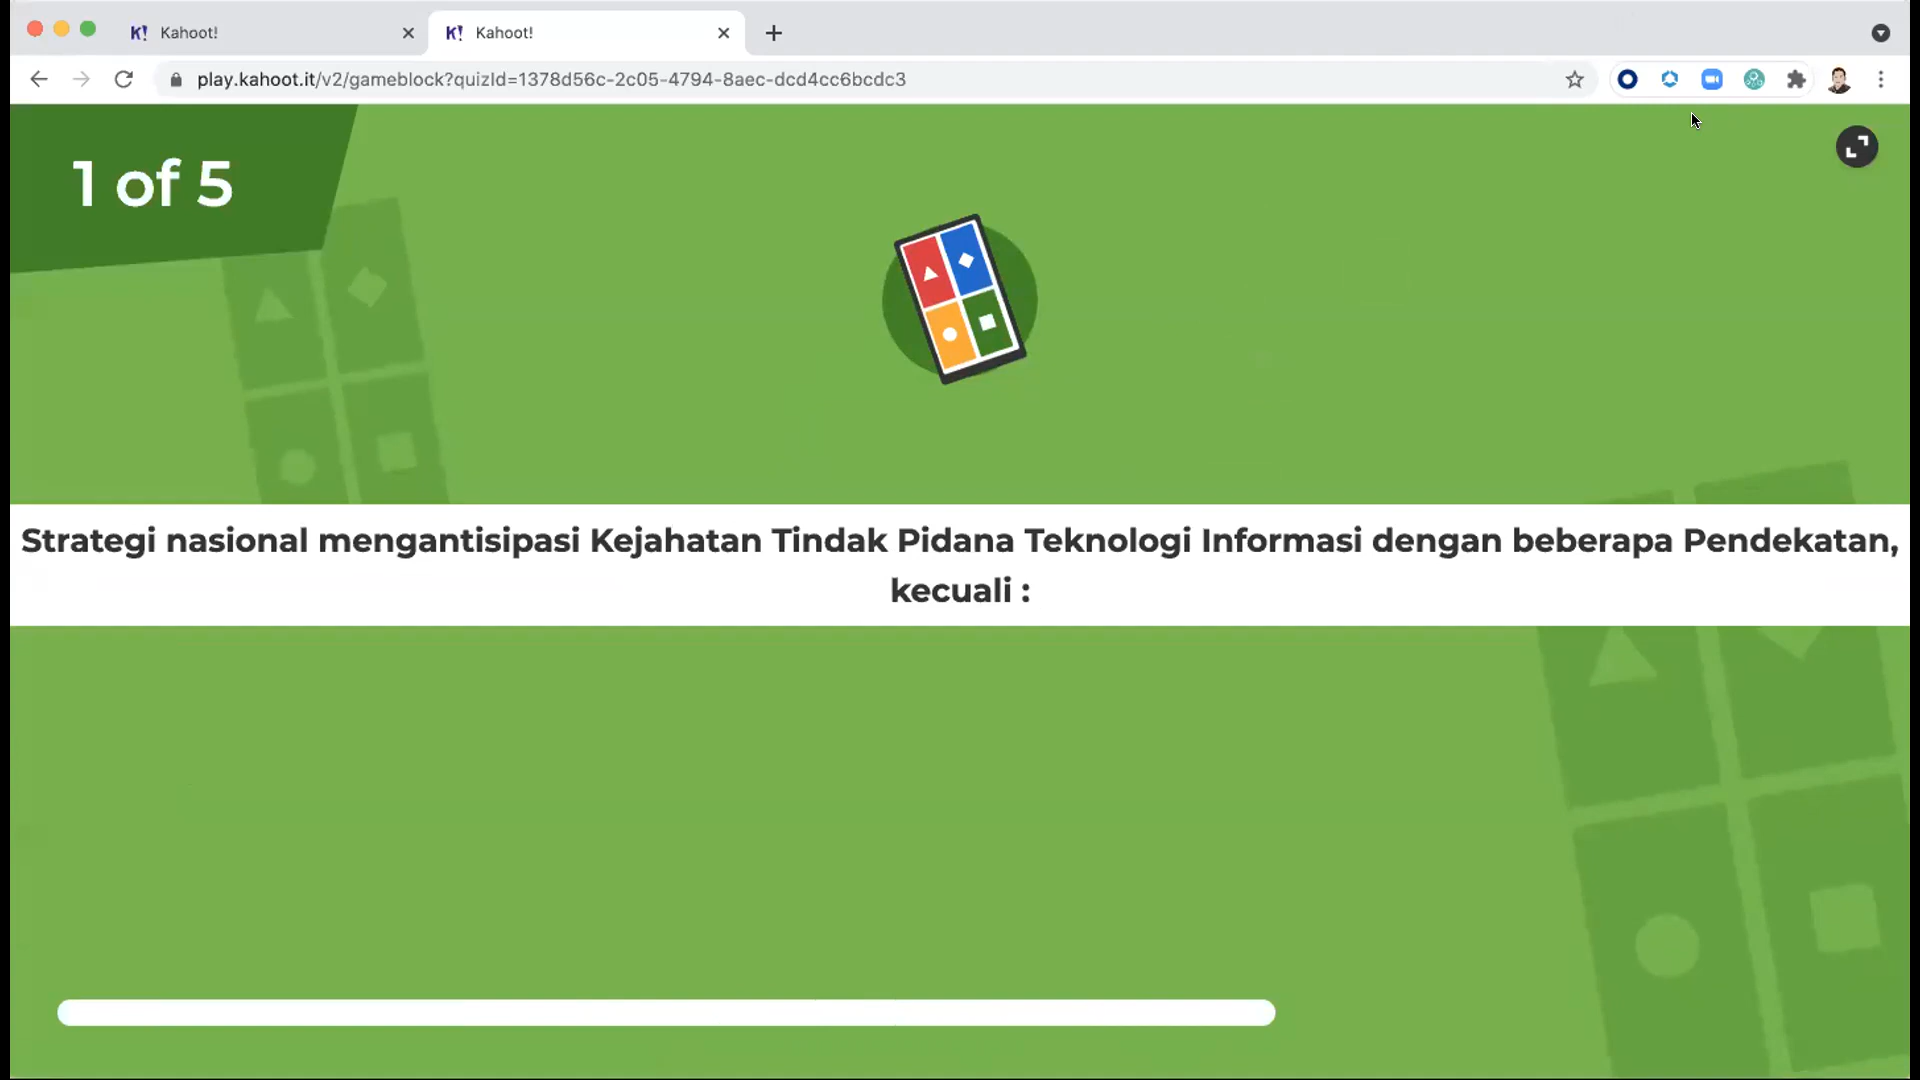 K! Kahoot!
K! Kahoot!
play.kahoot.it/v2/gameblock?quizId=1378d56c-2c05-4794-8aec-dcd4cc6bcdc3
1 of 5
Strategi nasional mengantisipasi Kejahatan Tindak Pidana Teknologi Informasi dengan beberapa Pendekatan,
kecuali :